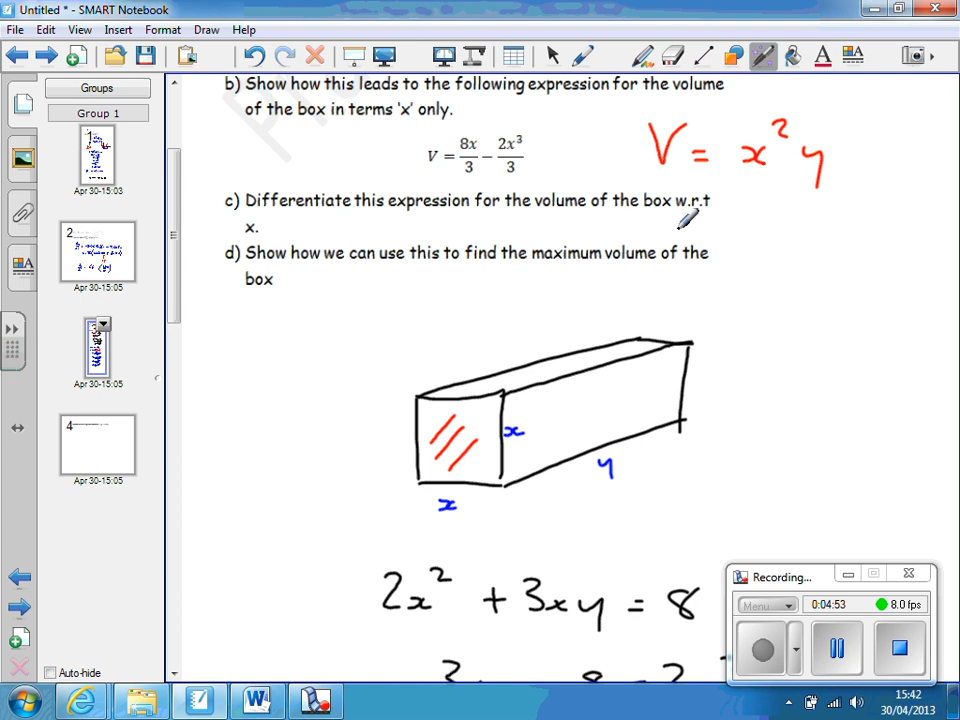 Untitled * - SMART Notebook
File Edit View Insert Format Draw Help
Groups
Group 1
1
Apr 30-15:03
2
Apr 30-15:05
Apr 30-15:05
4
Apr 30-15:05
Auto-hide
b) Show how this leads to the following expression for the volume
of the box in terms ‘x’ only.
V = 8x/3 − 2x³/3
V = x² y
c) Differentiate this expression for the volume of the box w.r.t
x.
d) Show how we can use this to find the maximum volume of the
box
x
y
x
2x² + 3xy = 8
Recording...
Menu
0:04:53
8.0 fps
15:42
30/04/2013